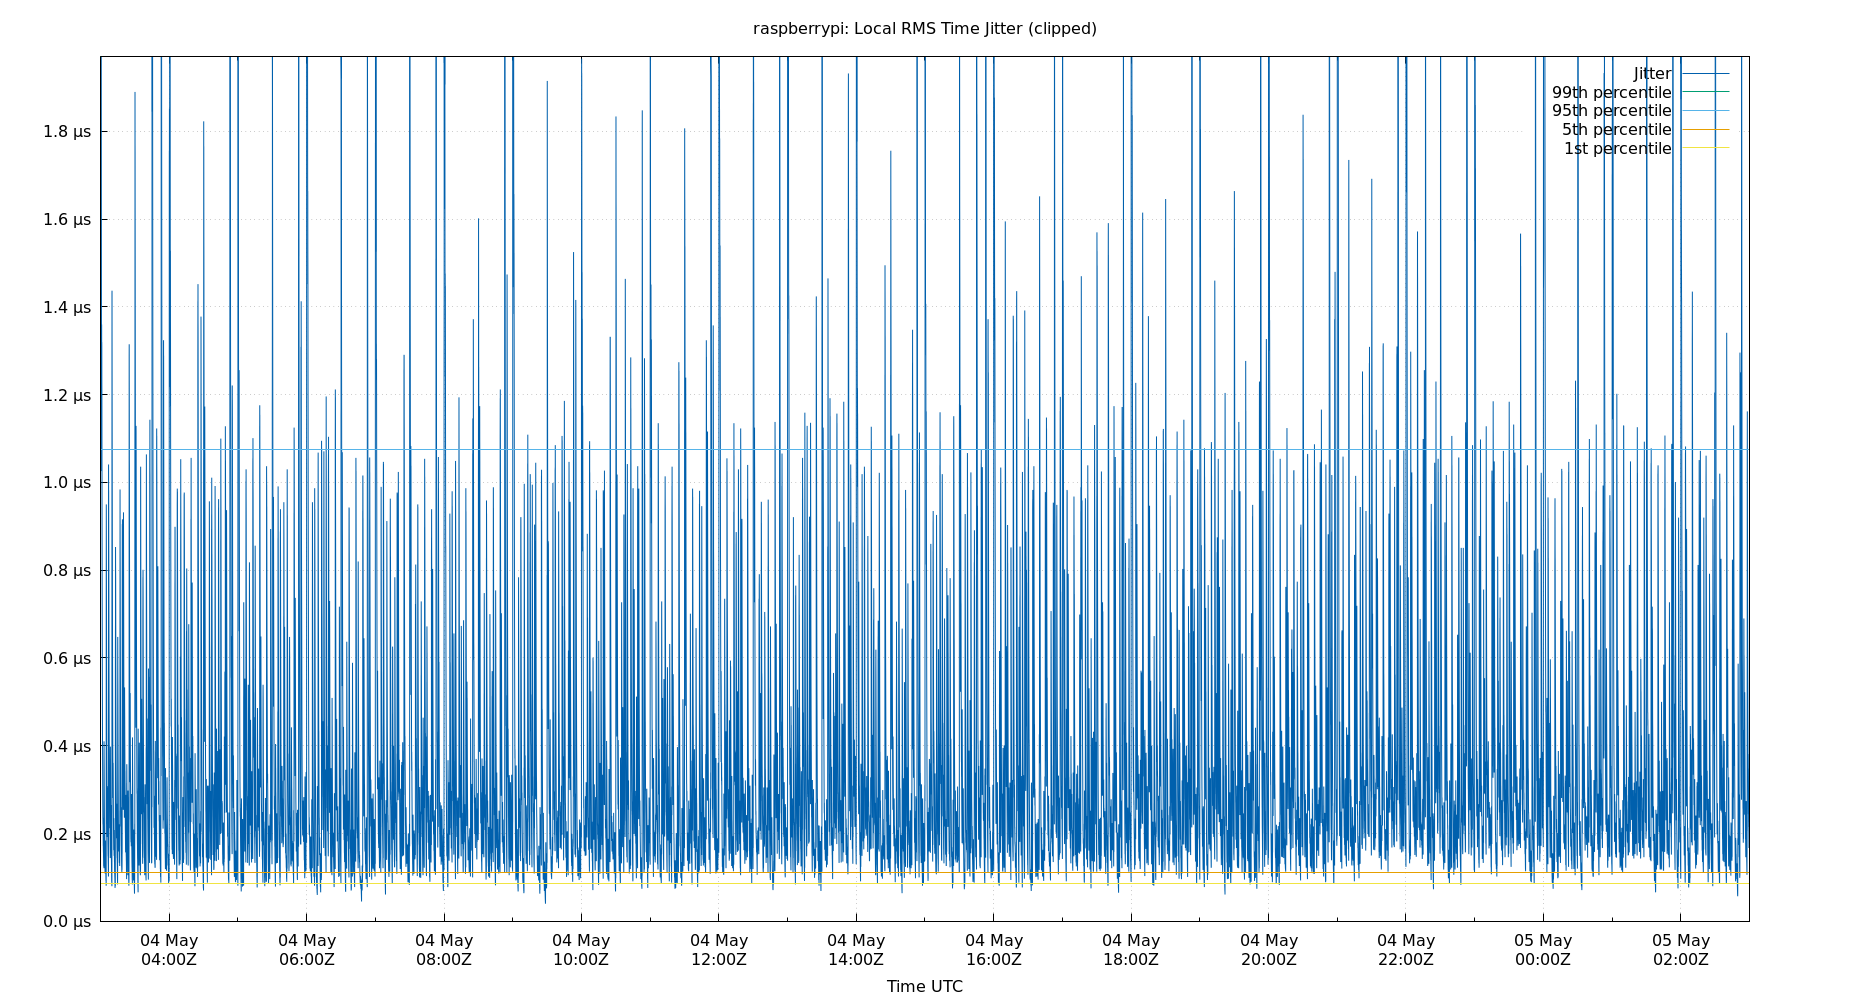 raspberrypi: Local RMS Time Jitter (clipped)
Jitter
99th percentile
95th percentile
5th percentile
1st percentile
1.8 µs
1.6 µs
1.4 µs
1.2 µs
1.0 µs
0.8 µs
0.6 µs
0.4 µs
0.2 µs
0.0 µs
04 May 04 May 04 May 04 May 04 May 04 May 04 May 04 May 04 May 04 May 05 May 05 May
04:00Z 06:00Z 08:00Z 10:00Z 12:00Z 14:00Z 16:00Z 18:00Z 20:00Z 22:00Z 00:00Z 02:00Z
Time UTC